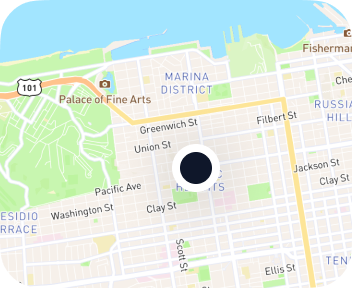 Fisherman
MARINA
DISTRICT
Che
101
Palace of Fine Arts
RUSSIA
HILL
Greenwich St
Filbert St
Union St
Jackson St
Pacific Ave
Clay St
ESIDIO
RRACE
Washington St
Clay St
Scott St
Ellis St
TEN